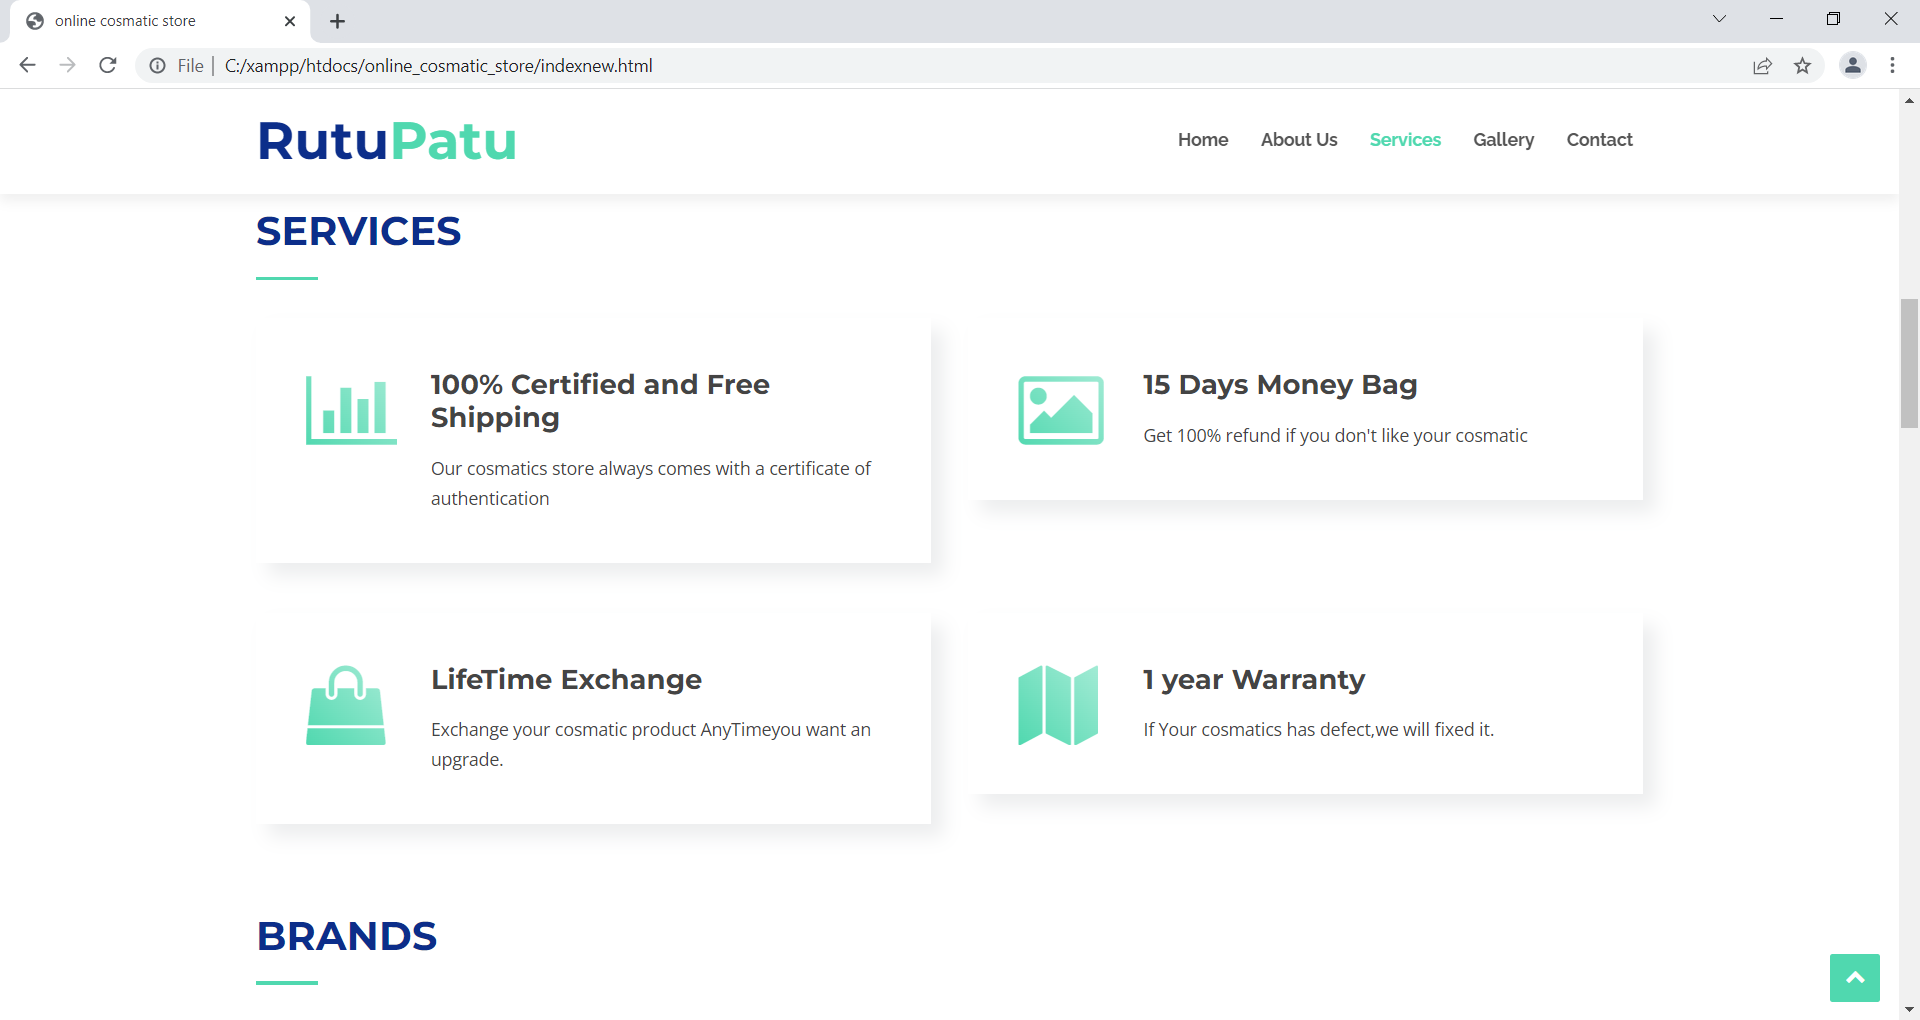 online cosmatic store
File | C:/xampp/htdocs/online_cosmatic_store/indexnew.html
RutuPatu
Home About Us Services Gallery Contact
SERVICES
100% Certified and Free
Shipping
Our cosmatics store always comes with a certificate of
authentication
15 Days Money Bag
Get 100% refund if you don't like your cosmatic
LifeTime Exchange
Exchange your cosmatic product AnyTimeyou want an
upgrade.
1 year Warranty
If Your cosmatics has defect,we will fixed it.
BRANDS